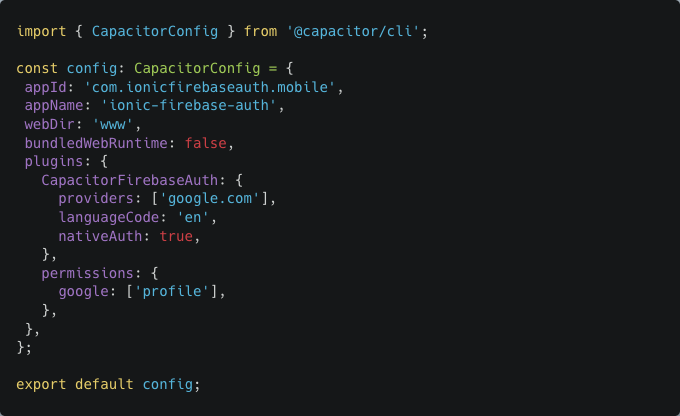 import { CapacitorConfig } from '@capacitor/cli';

const config: CapacitorConfig = {
 appId: 'com.ionicfirebaseauth.mobile',
 appName: 'ionic-firebase-auth',
 webDir: 'www',
 bundledWebRuntime: false,
 plugins: {
   CapacitorFirebaseAuth: {
     providers: ['google.com'],
     languageCode: 'en',
     nativeAuth: true,
   },
   permissions: {
     google: ['profile'],
   },
 },
};

export default config;